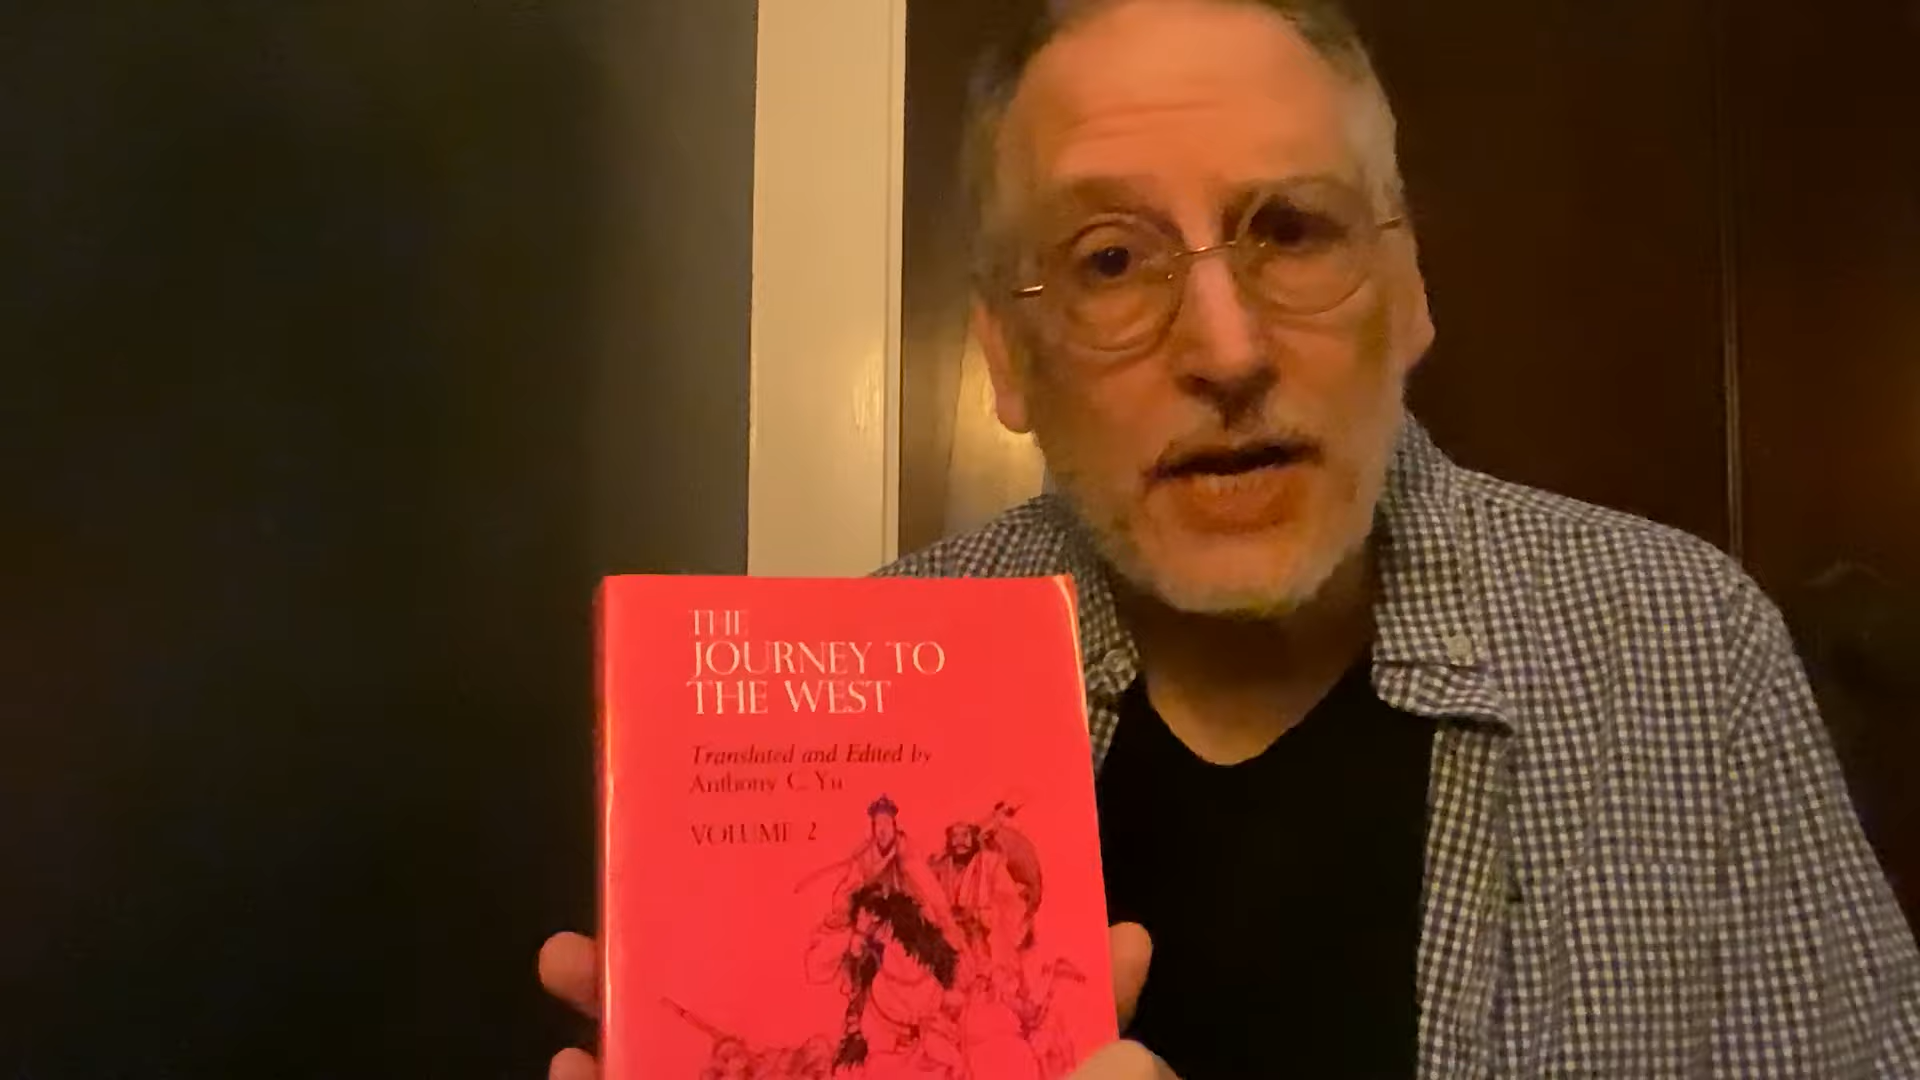 THE
JOURNEY TO
THE WEST
Translated and Edited by
Anthony C. Yu
VOLUME 2